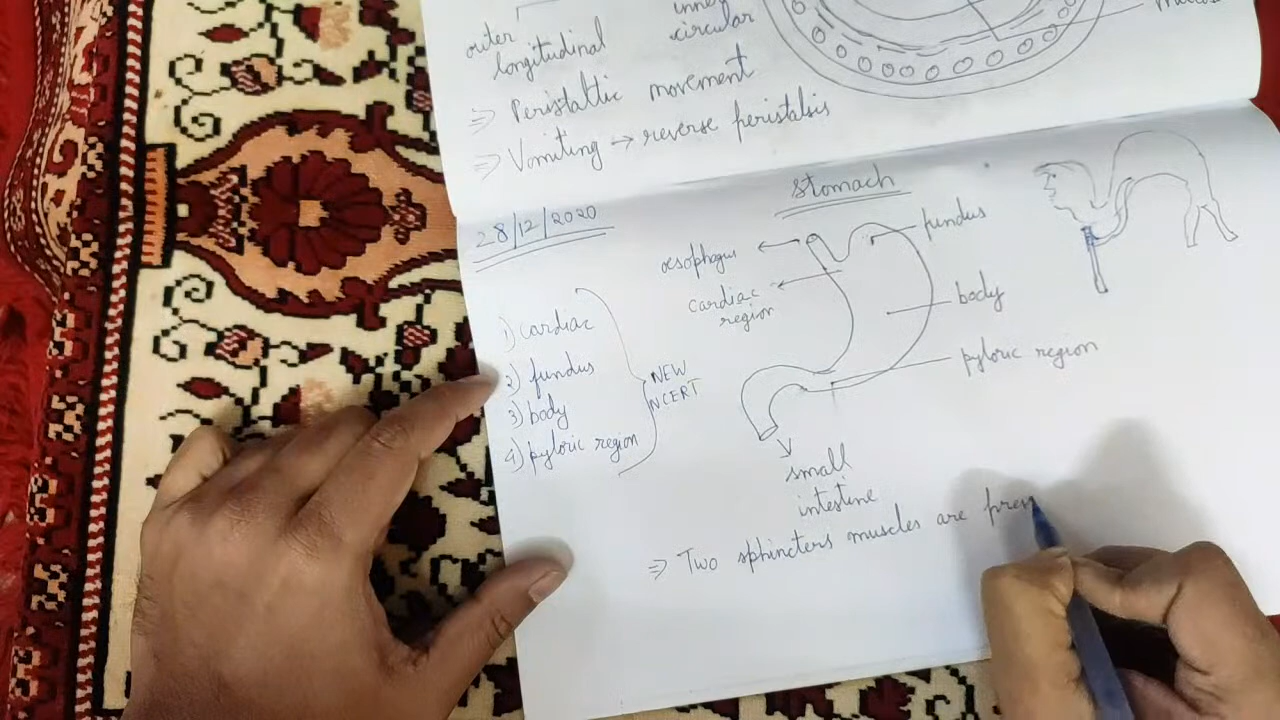 outer
longitudinal
inner
circular
⇒ Peristaltic movement
⇒ Vomiting → reverse peristalsis
28/12/2020
Stomach
oesophagus
cardiac
region
fundus
body
pyloric region
small
intestine
1) cardiac
2) fundus
3) body
4) pyloric region
NEW
NCERT
⇒ Two sphincters muscles are pres